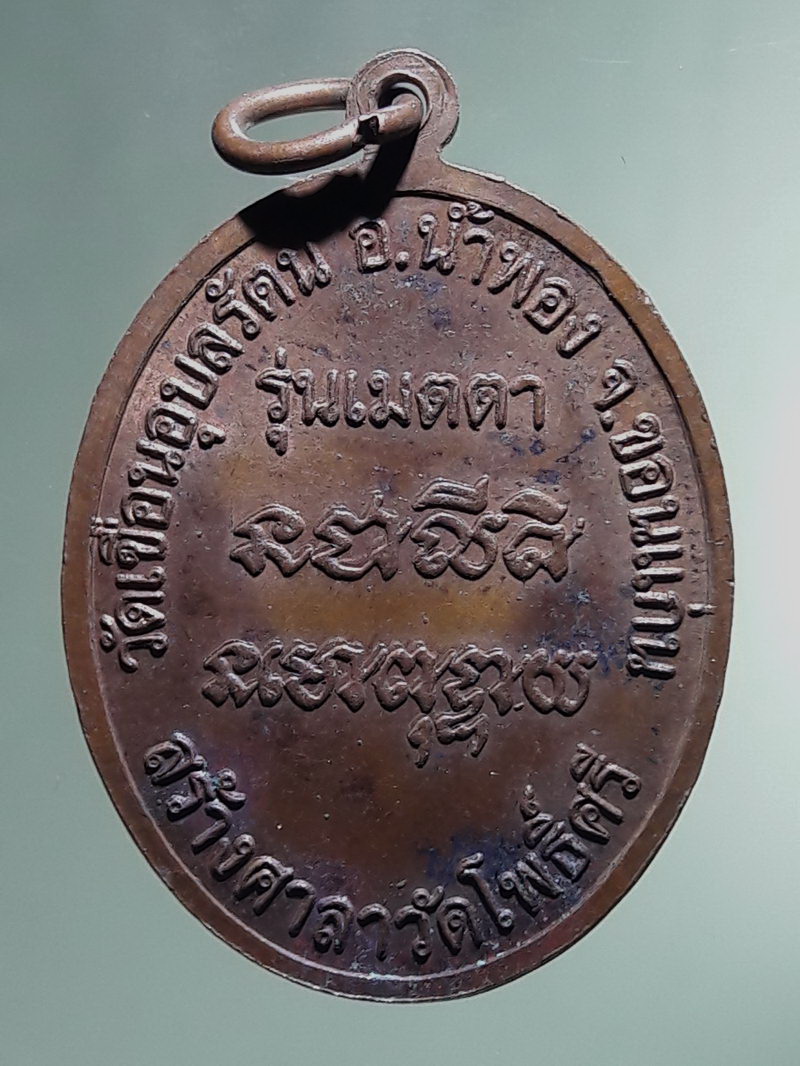 วัดเขื่อนอุบลรัตน อ.น้ำพอง จ.ขอนแก่น
รุ่นเมตตา
สร้างศาลาวัดโพธิ์ศรี